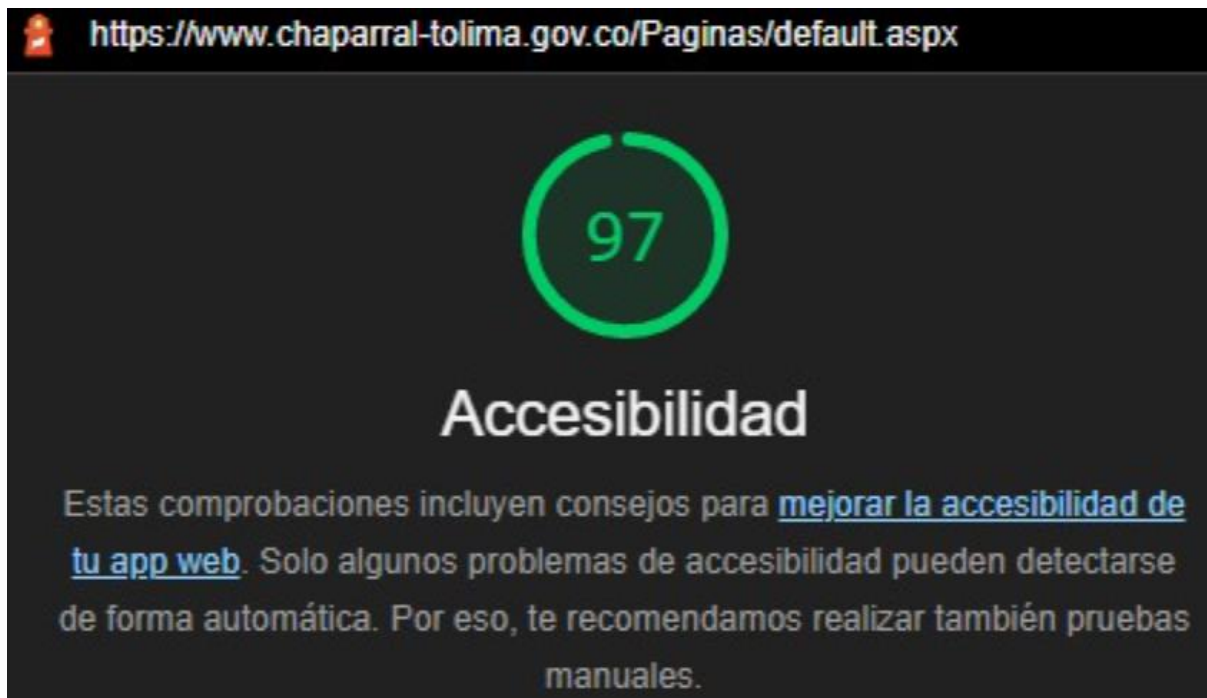 https://www.chaparral-tolima.gov.co/Paginas/default.aspx
97
Accesibilidad
Estas comprobaciones incluyen consejos para mejorar la accesibilidad de
tu app web. Solo algunos problemas de accesibilidad pueden detectarse
de forma automática. Por eso, te recomendamos realizar también pruebas
manuales.